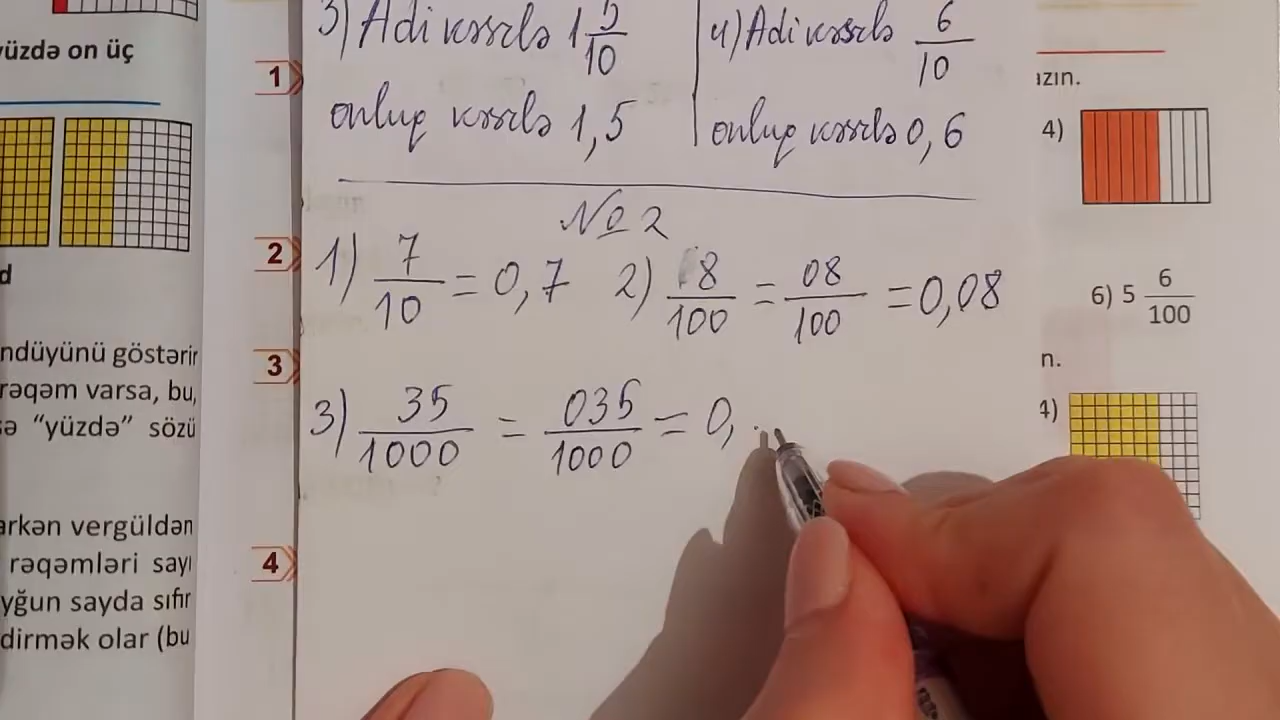 yüzdə on üç
d
ndüyünü göstərir
rəqəm varsa, bu,
ə “yüzdə” sözü
arkən vergüldən
rəqəmləri sayı
yğun sayda sıfır
dirmək olar (bu
1
2
3
4
3) Adi kəsrlə 1 5/10
onluq kəsrlə 1,5
4) Adi kəsrlə 6/10
onluq kəsrlə 0,6
№ 2
1) 7/10 = 0,7 2) 8/100 = 08/100 = 0,08
3) 35/1000 = 035/1000 = 0,
azın.
4)
6) 5 6/100
n.
4)